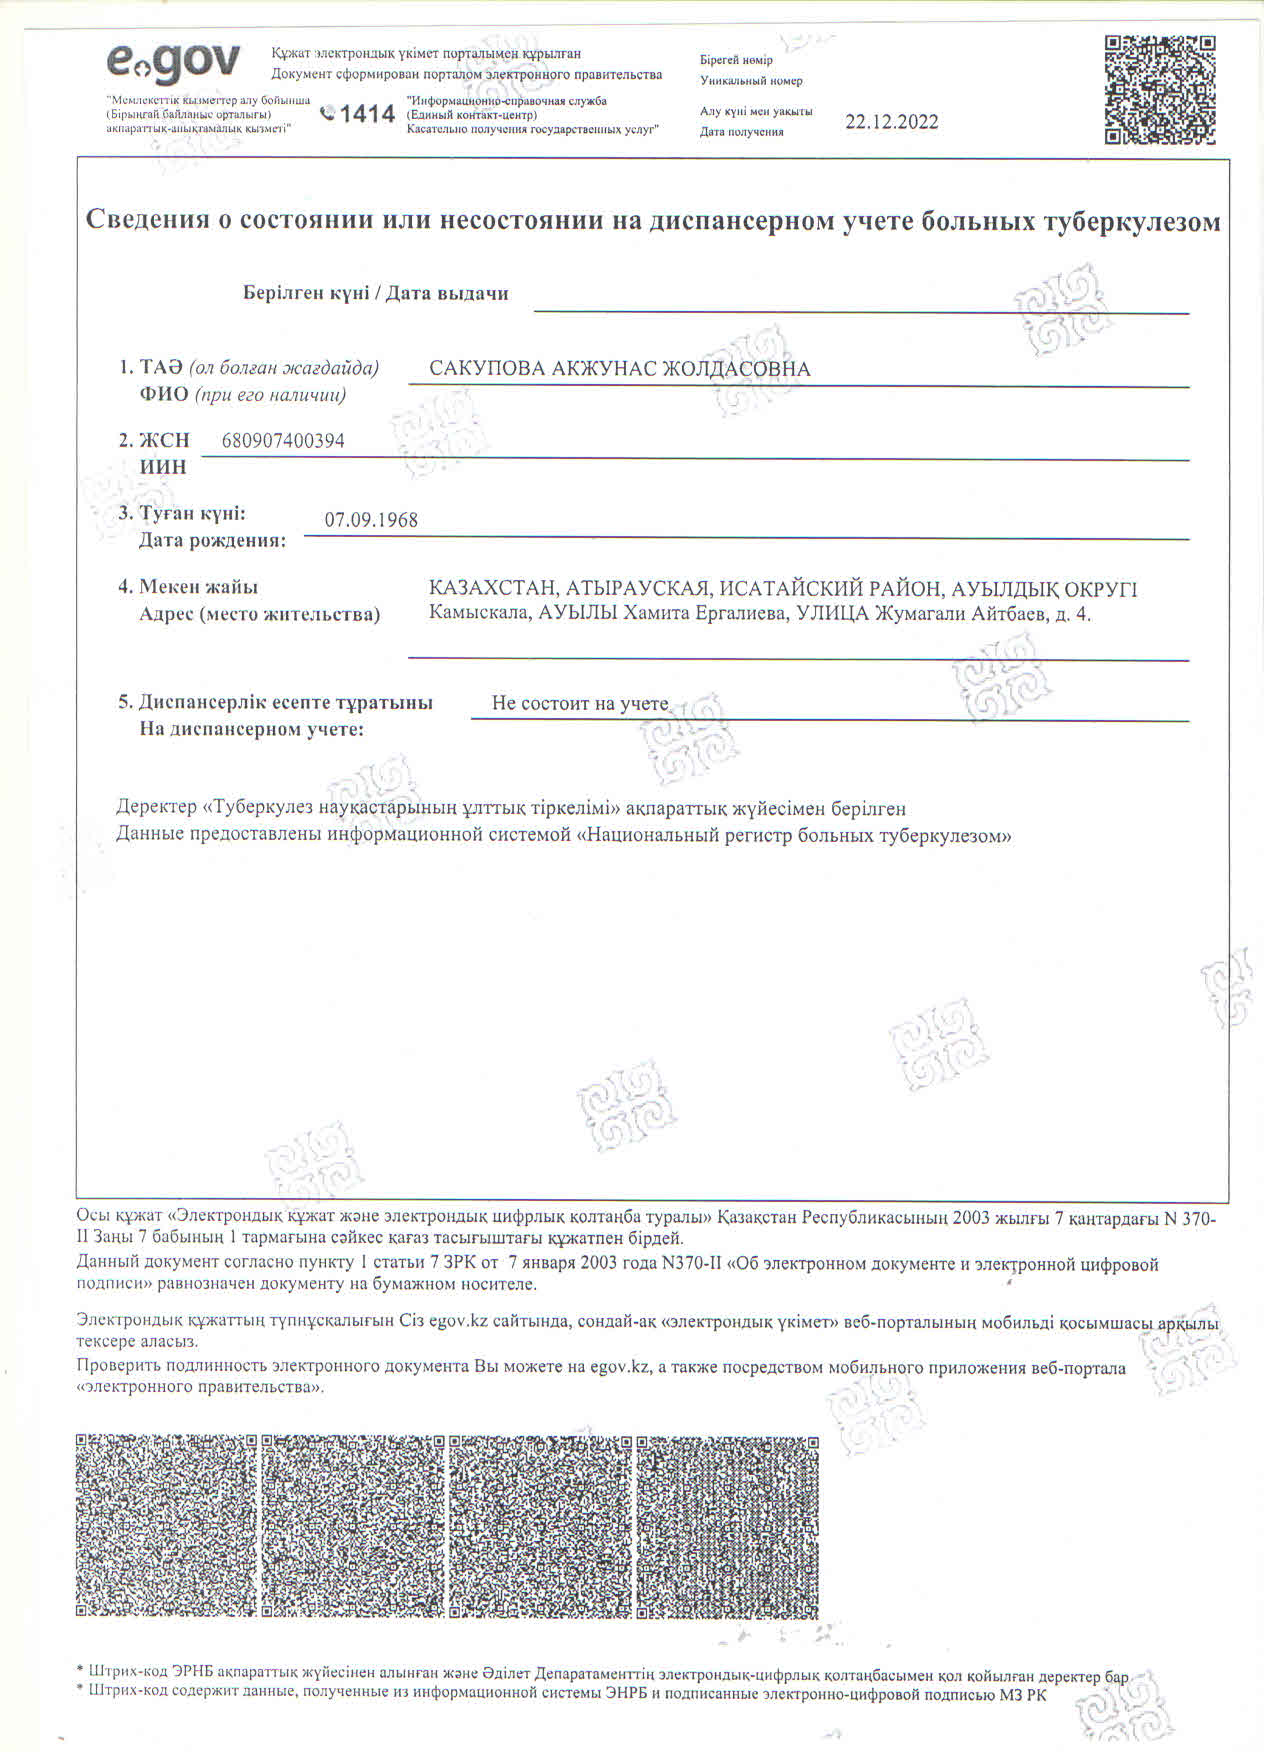 e.gov
Құжат электрондық үкімет порталымен құрылған
Документ сформирован порталом электронного правительства
"Мемлекеттік қызметтер алу бойынша
(Бірыңғай байланыс орталығы)
ақпараттық-анықтамалық қызметі"
1414
"Информационно-справочная служба
(Единый контакт-центр)
Касательно получения государственных услуг"
Бірегей нөмір
Уникальный номер
Алу күні мен уақыты
Дата получения
22.12.2022
Сведения о состоянии или несостоянии на диспансерном учете больных туберкулезом
Берілген күні / Дата выдачи
1. ТАӘ (ол болған жағдайда) САКУПОВА АКЖУНАС ЖОЛДАСОВНА
ФИО (при его наличии)
2. ЖСН 680907400394
ИИН
3. Туған күні: 07.09.1968
Дата рождения:
4. Мекен жайы КАЗАХСТАН, АТЫРАУСКАЯ, ИСАТАЙСКИЙ РАЙОН, АУЫЛДЫҚ ОКРУГІ
Адрес (место жительства) Камыскала, АУЫЛЫ Хамита Ергалиева, УЛИЦА Жумагали Айтбаев, д. 4.
5. Диспансерлік есепте тұратыны Не состоит на учете
На диспансерном учете:
Деректер «Туберкулез науқастарының ұлттық тіркелімі» ақпараттық жүйесімен берілген
Данные предоставлены информационной системой «Национальный регистр больных туберкулезом»
Осы құжат «Электрондық құжат және электрондық цифрлық қолтаңба туралы» Қазақстан Республикасының 2003 жылғы 7 қаңтардағы N 370-
II Заңы 7 бабының 1 тармағына сәйкес қағаз тасығыштағы құжатпен бірдей.
Данный документ согласно пункту 1 статьи 7 ЗРК от 7 января 2003 года N370-II «Об электронном документе и электронной цифровой
подписи» равнозначен документу на бумажном носителе.
Электрондық құжаттың түпнұсқалығын Сіз egov.kz сайтында, сондай-ақ «электрондық үкімет» веб-порталының мобильді қосымшасы арқылы
тексере аласыз.
Проверить подлинность электронного документа Вы можете на egov.kz, а также посредством мобильного приложения веб-портала
«электронного правительства».
* Штрих-код ЭРНБ ақпараттық жүйесінен алынған және Әділет Департаментінің электрондық-цифрлық қолтаңбасымен қол қойылған деректер бар
* Штрих-код содержит данные, полученные из информационной системы ЭНРБ и подписанные электронно-цифровой подписью МЗ РК